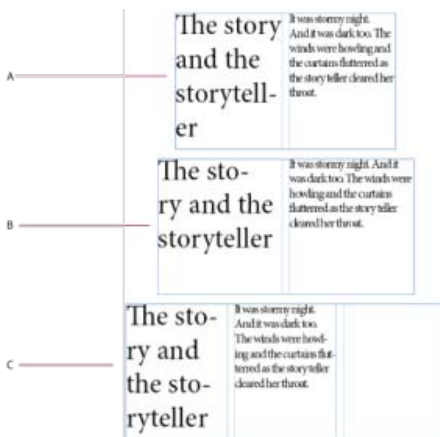 A
The story
and the
storytell-
er
It was stormy night.
And it was dark too. The
winds were howling and
the curtains flutterred as
the story teller cleared her
throat.
B
The sto-
ry and the
storyteller
It was stormy night. And it
was dark too. The winds were
howling and the curtains
flutterred as the story teller
cleared her throat.
C
The sto-
ry and
the sto-
ryteller
It was stormy night.
And it was dark too.
The winds were howl-
ing and the curtains flut-
terred as the story teller
cleared her throat.